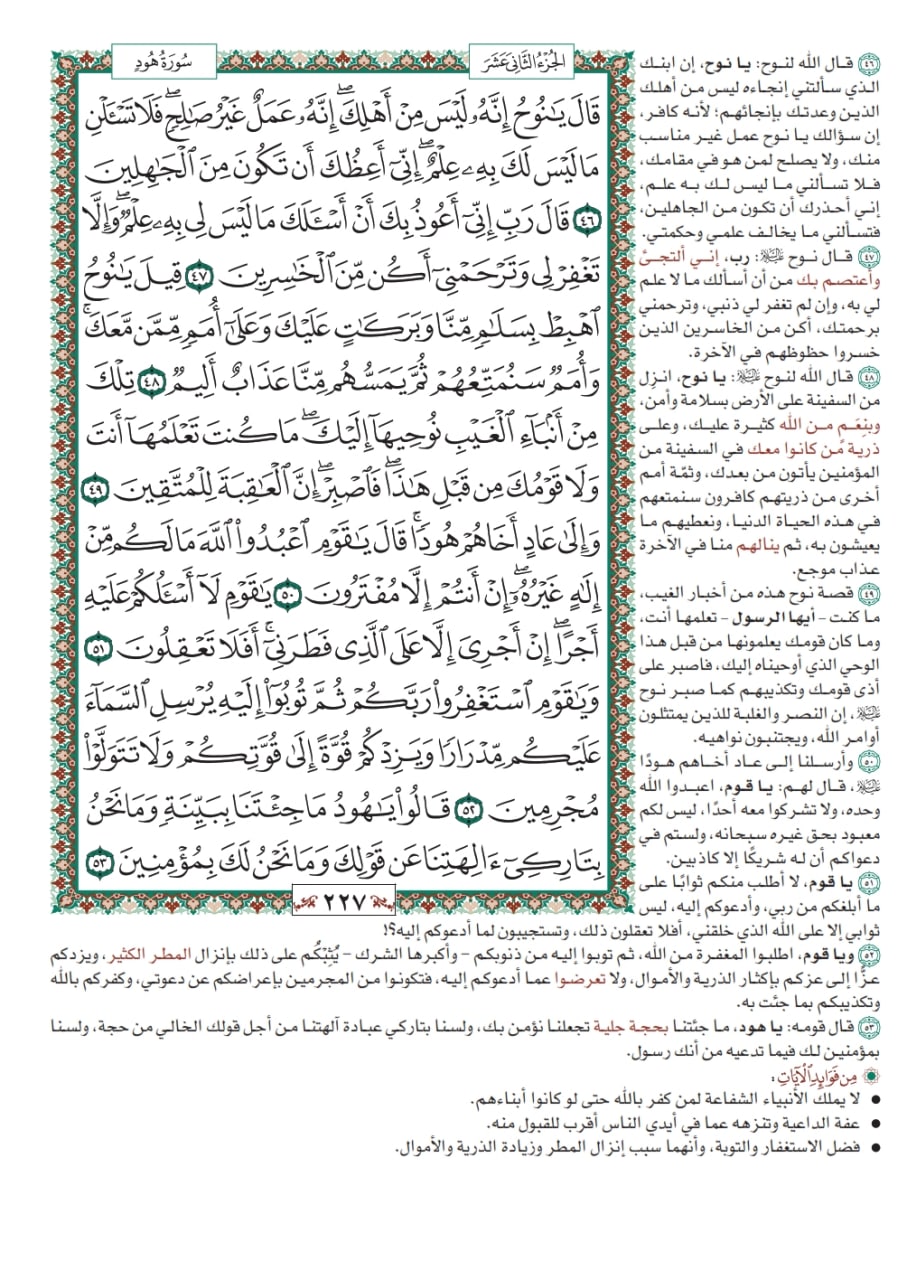 سُورَةُ هُودٍ
الجُزْءُ الثَّانِي عَشَرَ
قَالَ يَٰنُوحُ إِنَّهُۥ لَيْسَ مِنْ أَهْلِكَۖ إِنَّهُۥ عَمَلٌ غَيْرُ صَٰلِحٖۖ فَلَا تَسْـَٔلْنِ
مَا لَيْسَ لَكَ بِهِۦ عِلْمٌۖ إِنِّيٓ أَعِظُكَ أَن تَكُونَ مِنَ ٱلْجَٰهِلِينَ
٤٦ قَالَ رَبِّ إِنِّيٓ أَعُوذُ بِكَ أَنْ أَسْـَٔلَكَ مَا لَيْسَ لِي بِهِۦ عِلْمٌۖ وَإِلَّا
تَغْفِرْ لِي وَتَرْحَمْنِيٓ أَكُن مِّنَ ٱلْخَٰسِرِينَ ٤٧ قِيلَ يَٰنُوحُ
ٱهْبِطْ بِسَلَٰمٍ مِّنَّا وَبَرَكَٰتٍ عَلَيْكَ وَعَلَىٰٓ أُمَمٍ مِّمَّن مَّعَكَۚ
وَأُمَمٌ سَنُمَتِّعُهُمْ ثُمَّ يَمَسُّهُم مِّنَّا عَذَابٌ أَلِيمٌ ٤٨ تِلْكَ
مِنْ أَنۢبَآءِ ٱلْغَيْبِ نُوحِيهَآ إِلَيْكَۖ مَا كُنتَ تَعْلَمُهَآ أَنتَ
وَلَا قَوْمُكَ مِن قَبْلِ هَٰذَاۖ فَٱصْبِرْۖ إِنَّ ٱلْعَٰقِبَةَ لِلْمُتَّقِينَ ٤٩
وَإِلَىٰ عَادٍ أَخَاهُمْ هُودٗاۚ قَالَ يَٰقَوْمِ ٱعْبُدُوا۟ ٱللَّهَ مَا لَكُم مِّنْ
إِلَٰهٍ غَيْرُهُۥٓۖ إِنْ أَنتُمْ إِلَّا مُفْتَرُونَ ٥٠ يَٰقَوْمِ لَآ أَسْـَٔلُكُمْ عَلَيْهِ
أَجْرًاۖ إِنْ أَجْرِيَ إِلَّا عَلَى ٱلَّذِي فَطَرَنِيٓۚ أَفَلَا تَعْقِلُونَ ٥١
وَيَٰقَوْمِ ٱسْتَغْفِرُوا۟ رَبَّكُمْ ثُمَّ تُوبُوٓا۟ إِلَيْهِ يُرْسِلِ ٱلسَّمَآءَ
عَلَيْكُم مِّدْرَارًا وَيَزِدْكُمْ قُوَّةً إِلَىٰ قُوَّتِكُمْ وَلَا تَتَوَلَّوْا۟
مُجْرِمِينَ ٥٢ قَالُوا۟ يَٰهُودُ مَا جِئْتَنَا بِبَيِّنَةٍ وَمَا نَحْنُ
بِتَارِكِيٓ ءَالِهَتِنَا عَن قَوْلِكَ وَمَا نَحْنُ لَكَ بِمُؤْمِنِينَ ٥٣
٢٢٧
٤٦ قال الله لنوح: يا نوح، إن ابنك
الذي سألتني إنجاءه ليس من أهلك
الذين وعدتك بإنجائهم؛ لأنه كافر،
إن سؤالك يا نوح عمل غير مناسب
منك، ولا يصلح لمن هو في مقامك،
فلا تسألني ما ليس لك به علم،
إني أحذرك أن تكون من الجاهلين،
فتسألني ما يخالف علمي وحكمتي.
٤٧ قال نوح عليه السلام: رب، إني ألتجئ
وأعتصم بك من أن أسألك ما لا علم
لي به، وإن لم تغفر لي ذنبي، وترحمني
برحمتك، أكن من الخاسرين الذين
خسروا حظوظهم في الآخرة.
٤٨ قال الله لنوح عليه السلام: يا نوح، انزل
من السفينة على الأرض بسلامة وأمن،
وبنِعَم من الله كثيرة عليك، وعلى
ذرية مَّن كانوا معك في السفينة من
المؤمنين يأتون من بعدك، وثمّة أمم
أخرى من ذريتهم كافرون سنمتعهم
في هذه الحياة الدنيا، ونعطيهم ما
يعيشون به، ثم ينالهم منا في الآخرة
عذاب موجع.
٤٩ قصة نوح هذه من أخبار الغيب،
ما كنت - أيها الرسول - تعلمها أنت،
وما كان قومك يعلمونها من قبل هذا
الوحي الذي أوحيناه إليك، فاصبر على
أذى قومك وتكذيبهم كما صبر نوح
عليه السلام، إن النصر والغلبة للذين يمتثلون
أوامر الله، ويجتنبون نواهيه.
٥٠ وأرسلنا إلى عاد أخاهم هودًا
عليه السلام، قال لهم: يا قوم، اعبدوا الله
وحده، ولا تشركوا معه أحدًا، ليس لكم
معبود بحق غيره سبحانه، ولستم في
دعواكم أن له شريكًا إلا كاذبين.
٥١ يا قوم، لا أطلب منكم ثوابًا على
ما أبلغكم من ربي، وأدعوكم إليه، ليس
ثوابي إلا على الله الذي خلقني، أفلا تعقلون ذلك، وتستجيبون لما أدعوكم إليه؟!
٥٢ ويا قوم، اطلبوا المغفرة من الله، ثم توبوا إليه من ذنوبكم - وأكبرها الشرك - يُثِبْكُم على ذلك بإنزال المطر الكثير، ويزدكم
عزًّا إلى عزكم بإكثار الذرية والأموال، ولا تعرضوا عما أدعوكم إليه، فتكونوا من المجرمين بإعراضكم عن دعوتي، وكفركم بالله
وتكذيبكم بما جئت به.
٥٣ قال قومه: يا هود، ما جئتنا بحجة جلية تجعلنا نؤمن بك، ولسنا بتاركي عبادة آلهتنا من أجل قولك الخالي من حجة، ولسنا
بمؤمنين لك فيما تدعيه من أنك رسول.
مِن فَوَائِدِ الآيَاتِ:
• لا يملك الأنبياء الشفاعة لمن كفر بالله حتى لو كانوا أبناءهم.
• عفة الداعية وتنزهه عما في أيدي الناس أقرب للقبول منه.
• فضل الاستغفار والتوبة، وأنهما سبب إنزال المطر وزيادة الذرية والأموال.